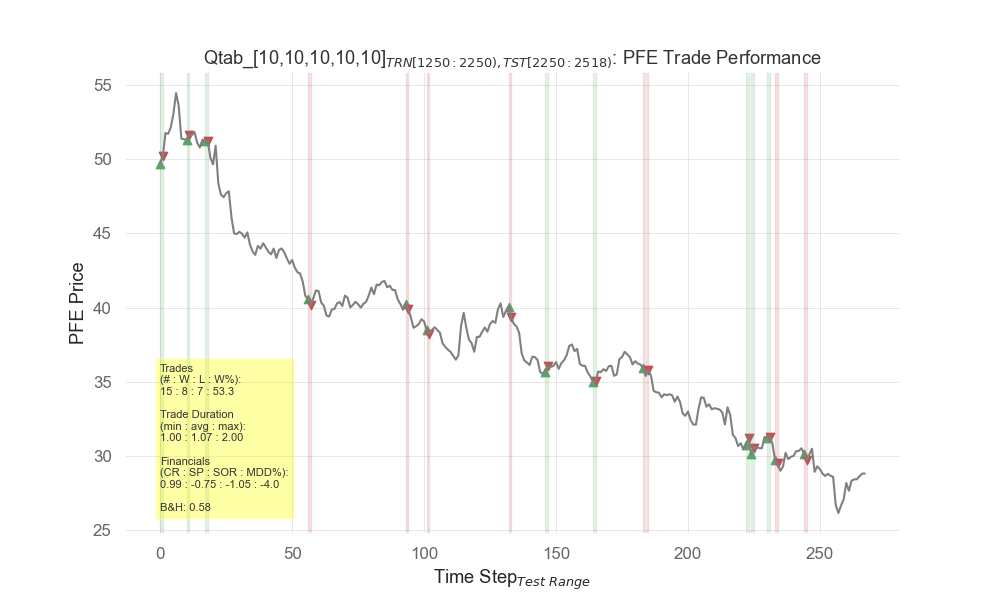 Qtab_[10,10,10,10,10]TRN[1250:2250),TST[2250:2518): PFE Trade Performance
55
50
45
40
35
30
25
PFE Price
Trades
(# : W : L : W%):
15 : 8 : 7 : 53.3
Trade Duration
(min : avg : max):
1.00 : 1.07 : 2.00
Financials
(CR : SP : SOR : MDD%):
0.99 : -0.75 : -1.05 : -4.0
B&H: 0.58
0 50 100 150 200 250
Time StepTest Range